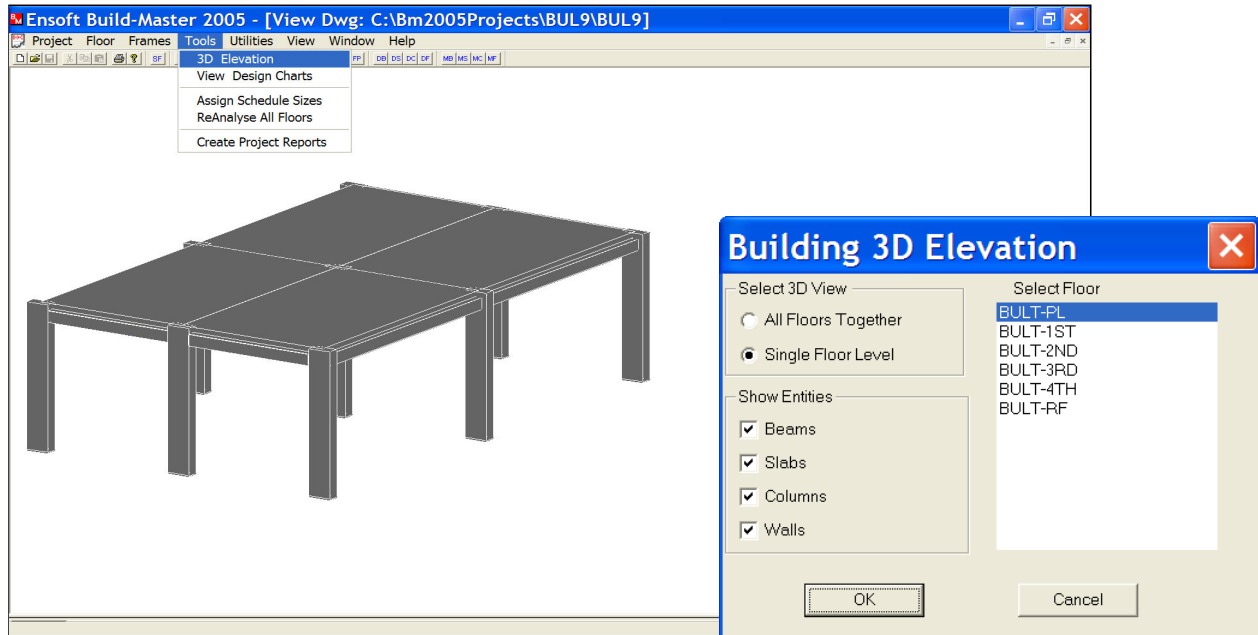 Ensoft Build-Master 2005 - [View Dwg: C:\Bm2005Projects\BUL9\BUL9]
Project Floor Frames Tools Utilities View Window Help
SF FP DB DS DC DF MB MS MC MF
3D Elevation
View Design Charts
Assign Schedule Sizes
ReAnalyse All Floors
Create Project Reports
Building 3D Elevation
Select 3D View
All Floors Together
Single Floor Level
Show Entities
Beams
Slabs
Columns
Walls
Select Floor
BULT-PL
BULT-1ST
BULT-2ND
BULT-3RD
BULT-4TH
BULT-RF
OK Cancel